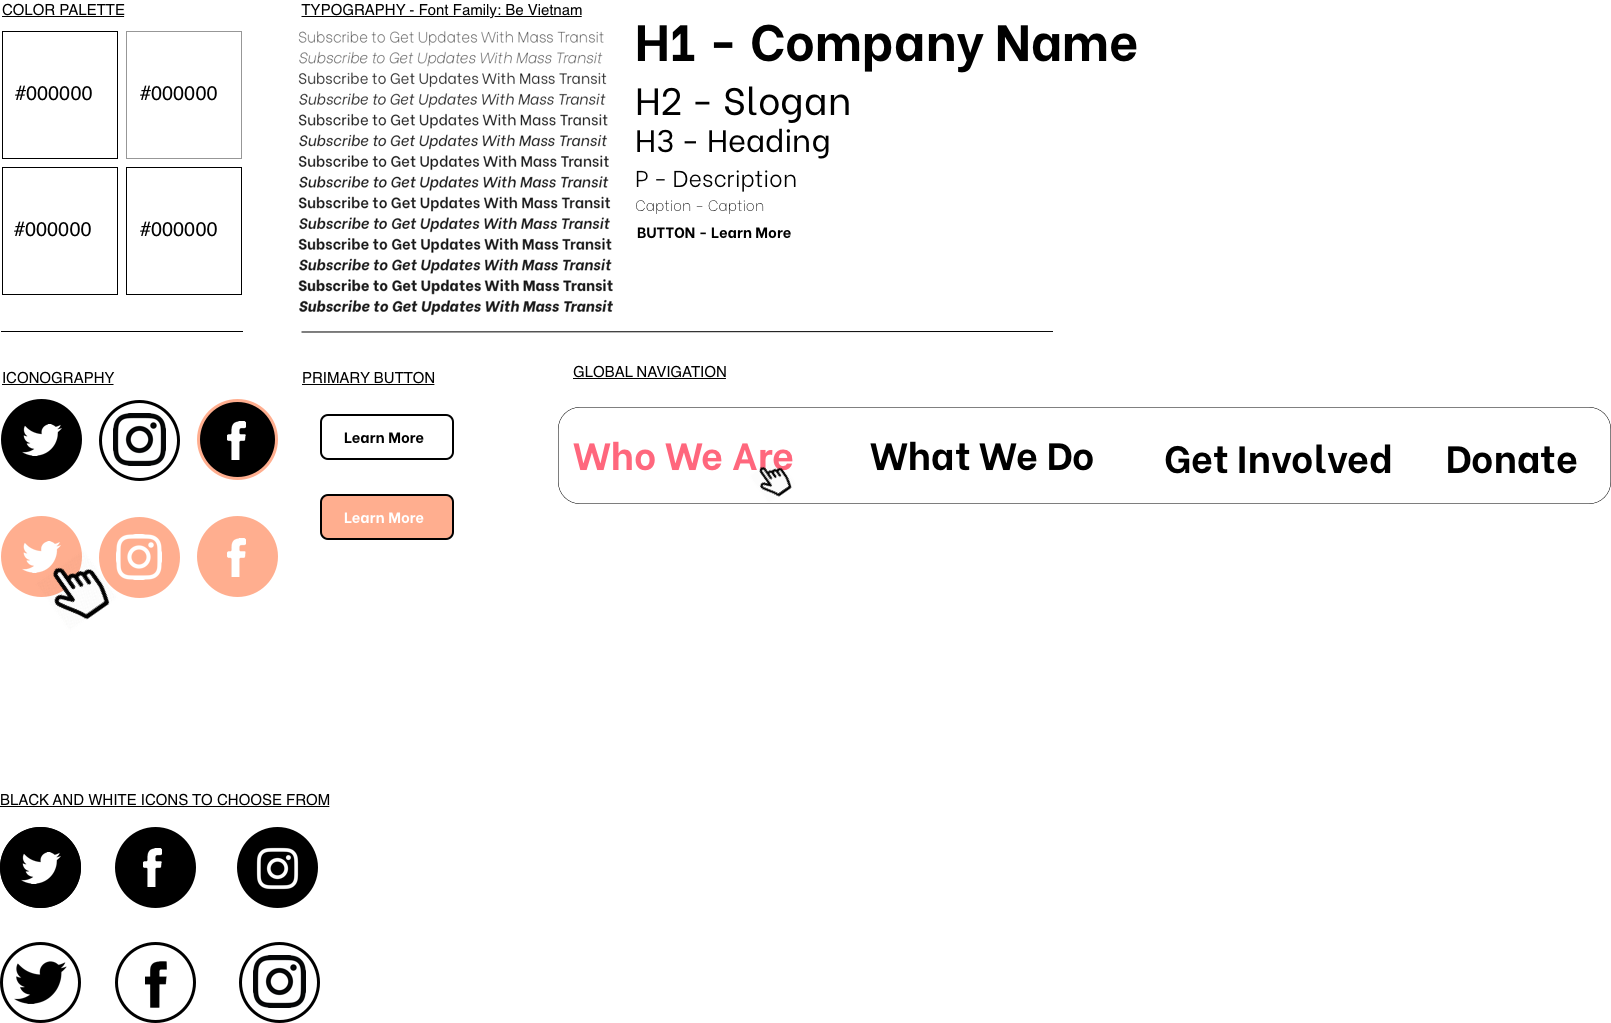 COLOR PALETTE
#000000
#000000
#000000
#000000
TYPOGRAPHY - Font Family: Be Vietnam
Subscribe to Get Updates With Mass Transit
Subscribe to Get Updates With Mass Transit
Subscribe to Get Updates With Mass Transit
Subscribe to Get Updates With Mass Transit
Subscribe to Get Updates With Mass Transit
Subscribe to Get Updates With Mass Transit
Subscribe to Get Updates With Mass Transit
Subscribe to Get Updates With Mass Transit
Subscribe to Get Updates With Mass Transit
Subscribe to Get Updates With Mass Transit
Subscribe to Get Updates With Mass Transit
Subscribe to Get Updates With Mass Transit
Subscribe to Get Updates With Mass Transit
Subscribe to Get Updates With Mass Transit
H1 - Company Name
H2 - Slogan
H3 - Heading
P - Description
Caption - Caption
BUTTON - Learn More
ICONOGRAPHY
PRIMARY BUTTON
Learn More
Learn More
GLOBAL NAVIGATION
Who We Are
What We Do
Get Involved
Donate
BLACK AND WHITE ICONS TO CHOOSE FROM